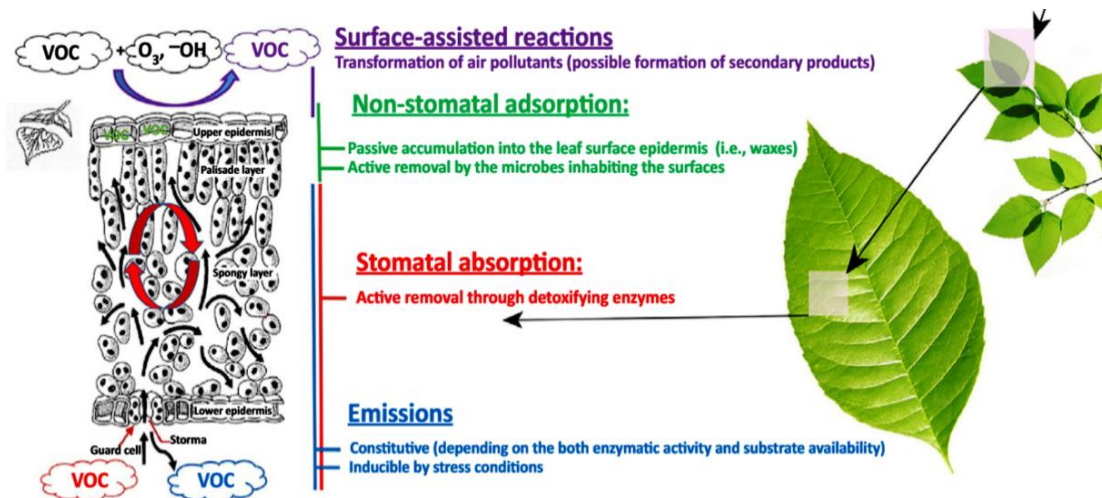 VOC + O3, ⁻OH VOC
Surface-assisted reactions
Transformation of air pollutants (possible formation of secondary products)
Non-stomatal adsorption:
VOC VOC Upper epidermis
Passive accumulation into the leaf surface epidermis (i.e., waxes)
Palisade layer
Active removal by the microbes inhabiting the surfaces
Stomatal absorption:
Spongy layer
Active removal through detoxifying enzymes
Lower epidermis
Emissions
Guard cell Storma
Constitutive (depending on the both enzymatic activity and substrate availability)
Inducible by stress conditions
VOC VOC